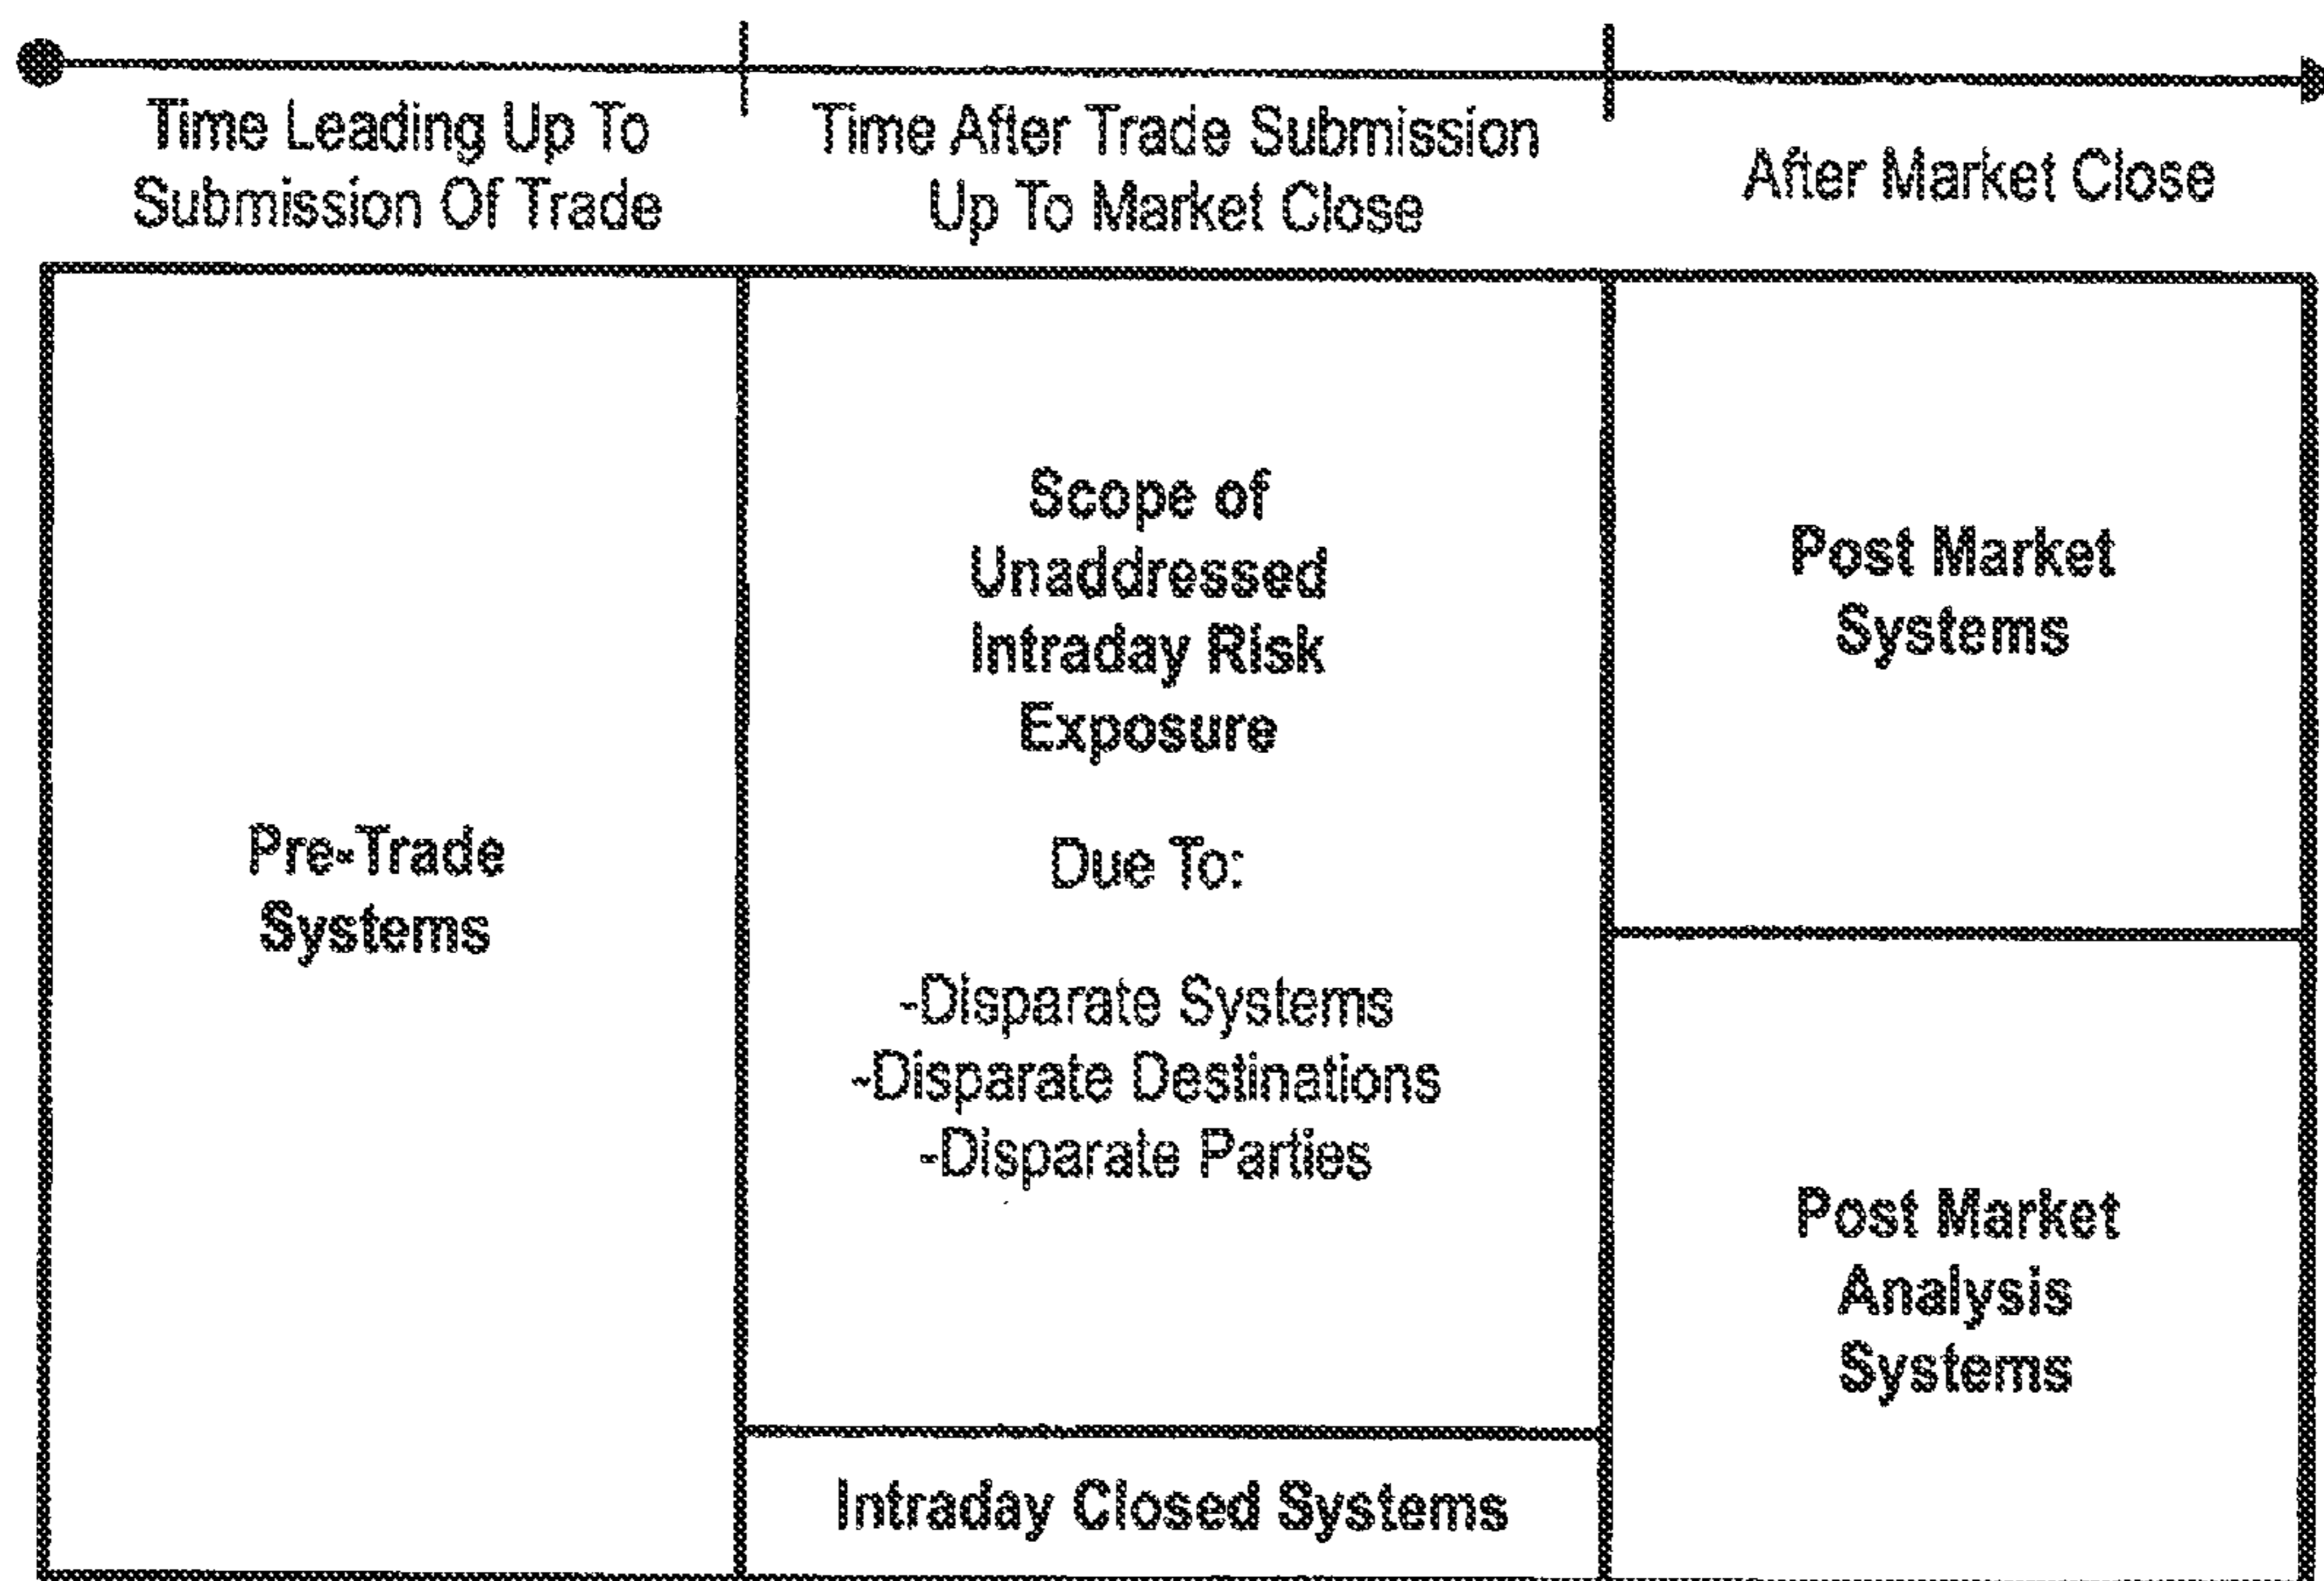 Time Leading Up To
Submission Of Trade
Time After Trade Submission
Up To Market Close
After Market Close
Pre-Trade
Systems
Scope of
Unaddressed
Intraday Risk
Exposure
Due To:
-Disparate Systems
-Disparate Destinations
-Disparate Parties
Intraday Closed Systems
Post Market
Systems
Post Market
Analysis
Systems